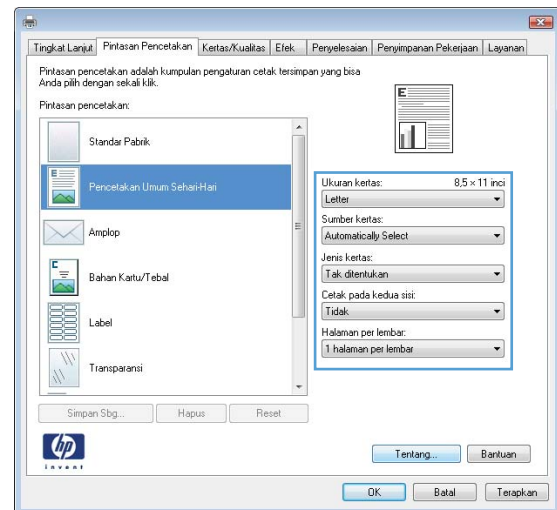 Tingkat Lanjut Pintasan Pencetakan Kertas/Kualitas Efek Penyelesaian Penyimpanan Pekerjaan Layanan
Pintasan pencetakan adalah kumpulan pengaturan cetak tersimpan yang bisa
Anda pilih dengan sekali klik.
Pintasan pencetakan:
Standar Pabrik
Pencetakan Umum Sehari-Hari
Amplop
Bahan Kartu/Tebal
Label
Transparansi
E
Ukuran kertas: 8,5 × 11 inci
Letter
Sumber kertas:
Automatically Select
Jenis kertas:
Tak ditentukan
Cetak pada kedua sisi:
Tidak
Halaman per lembar:
1 halaman per lembar
Simpan Sbg... Hapus Reset
hp
invent
Tentang... Bantuan
OK Batal Terapkan